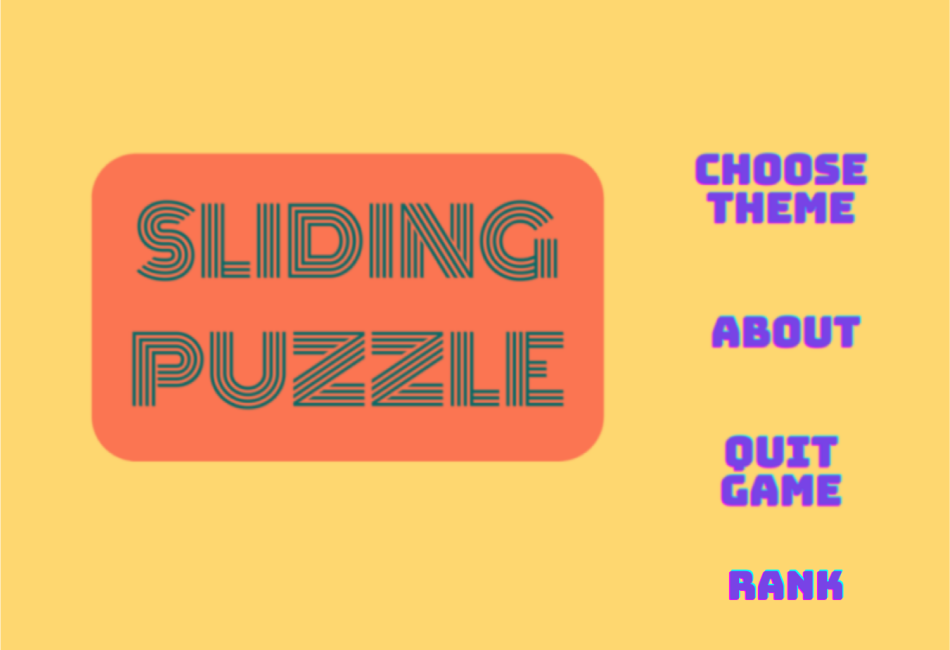 SLIDING
PUZZLE
CHOOSE
THEME
ABOUT
QUIT
GAME
RANK